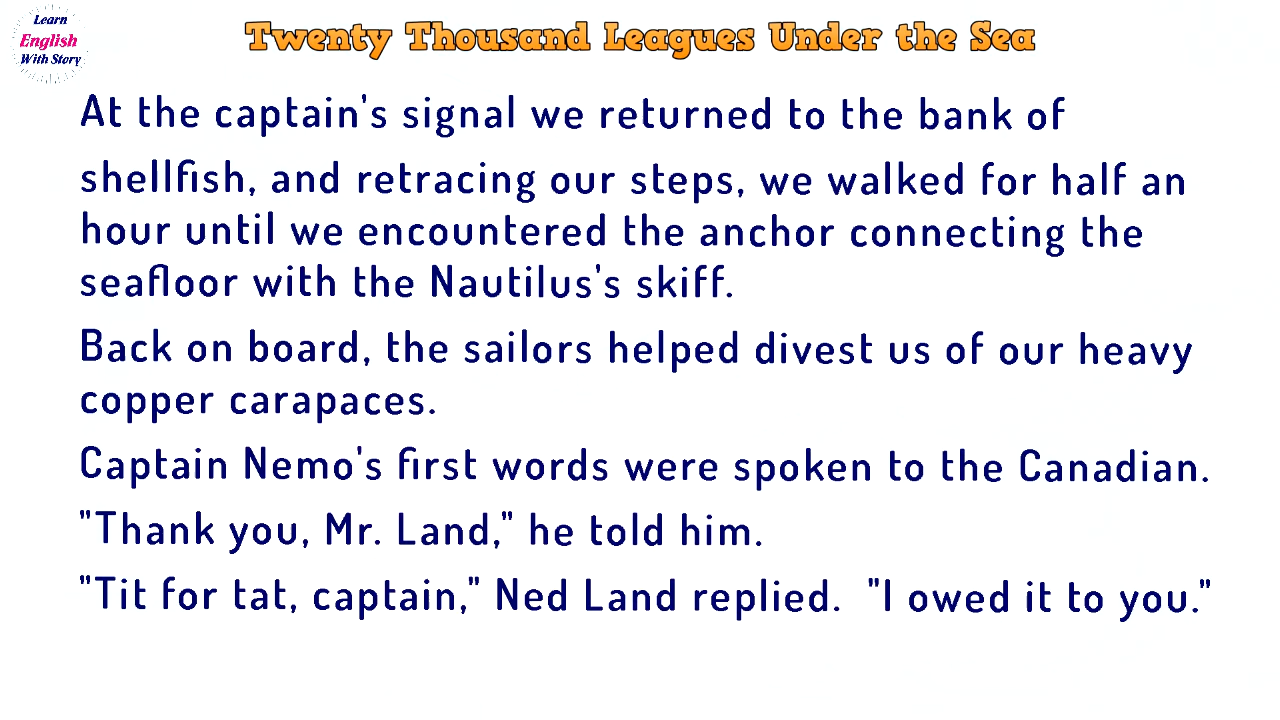 Learn
English
With Story
Twenty Thousand Leagues Under the Sea
At the captain's signal we returned to the bank of
shellfish, and retracing our steps, we walked for half an
hour until we encountered the anchor connecting the
seafloor with the Nautilus's skiff.
Back on board, the sailors helped divest us of our heavy
copper carapaces.
Captain Nemo's first words were spoken to the Canadian.
"Thank you, Mr. Land," he told him.
"Tit for tat, captain," Ned Land replied.  "I owed it to you."